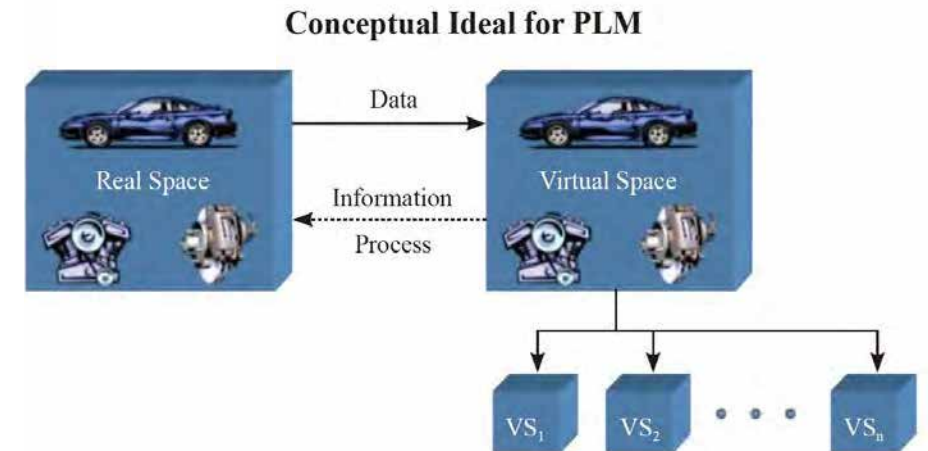 Conceptual Ideal for PLM
Data
Real Space
Virtual Space
Information
Process
VS₁
VS₂
VSₙ